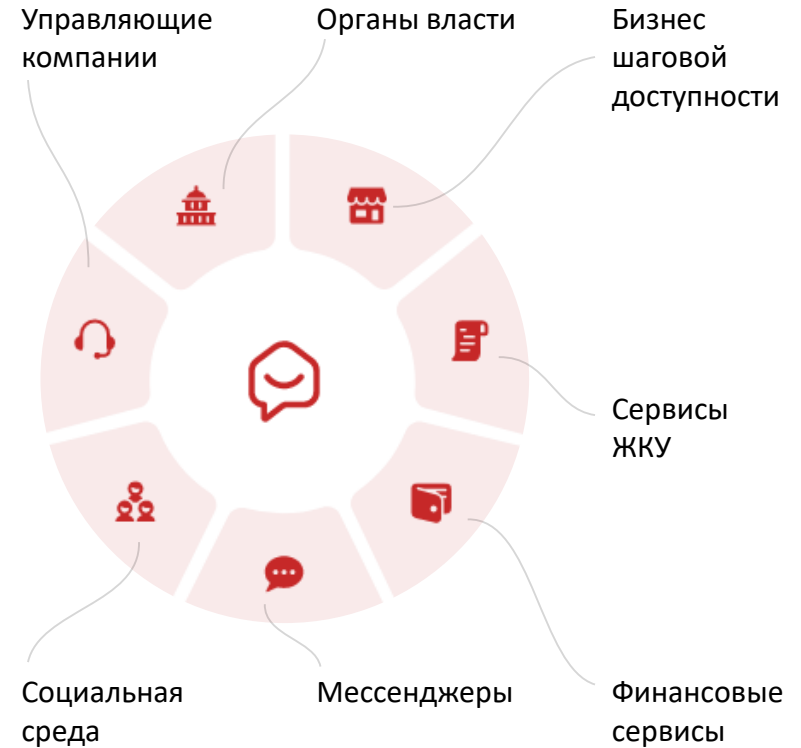 Управляющие
компании
Органы власти
Бизнес
шаговой
доступности
Сервисы
ЖКУ
Социальная
среда
Мессенджеры
Финансовые
сервисы